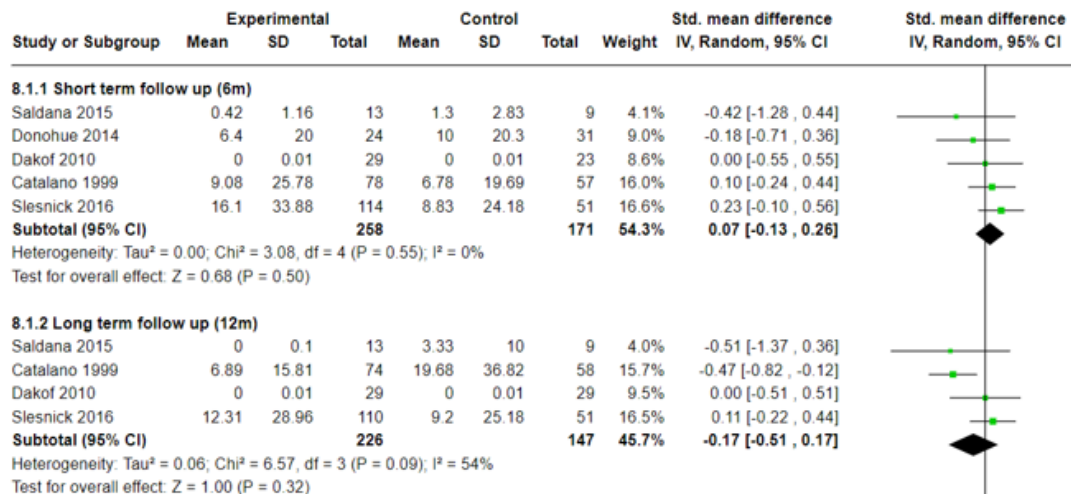 Experimental Control Std. mean difference Std. mean difference
Study or Subgroup Mean SD Total Mean SD Total Weight IV, Random, 95% CI IV, Random, 95% CI
8.1.1 Short term follow up (6m)
Saldana 2015 0.42 1.16 13 1.3 2.83 9 4.1% -0.42 [-1.28 , 0.44]
Donohue 2014 6.4 20 24 10 20.3 31 9.0% -0.18 [-0.71 , 0.36]
Dakof 2010 0 0.01 29 0 0.01 23 8.6% 0.00 [-0.55 , 0.55]
Catalano 1999 9.08 25.78 78 6.78 19.69 57 16.0% 0.10 [-0.24 , 0.44]
Slesnick 2016 16.1 33.88 114 8.83 24.18 51 16.6% 0.23 [-0.10 , 0.56]
Subtotal (95% CI) 258 171 54.3% 0.07 [-0.13 , 0.26]
Heterogeneity: Tau² = 0.00; Chi² = 3.08, df = 4 (P = 0.55); I² = 0%
Test for overall effect: Z = 0.68 (P = 0.50)
8.1.2 Long term follow up (12m)
Saldana 2015 0 0.1 13 3.33 10 9 4.0% -0.51 [-1.37 , 0.36]
Catalano 1999 6.89 15.81 74 19.68 36.82 58 15.7% -0.47 [-0.82 , -0.12]
Dakof 2010 0 0.01 29 0 0.01 29 9.5% 0.00 [-0.51 , 0.51]
Slesnick 2016 12.31 28.96 110 9.2 25.18 51 16.5% 0.11 [-0.22 , 0.44]
Subtotal (95% CI) 226 147 45.7% -0.17 [-0.51 , 0.17]
Heterogeneity: Tau² = 0.06; Chi² = 6.57, df = 3 (P = 0.09); I² = 54%
Test for overall effect: Z = 1.00 (P = 0.32)